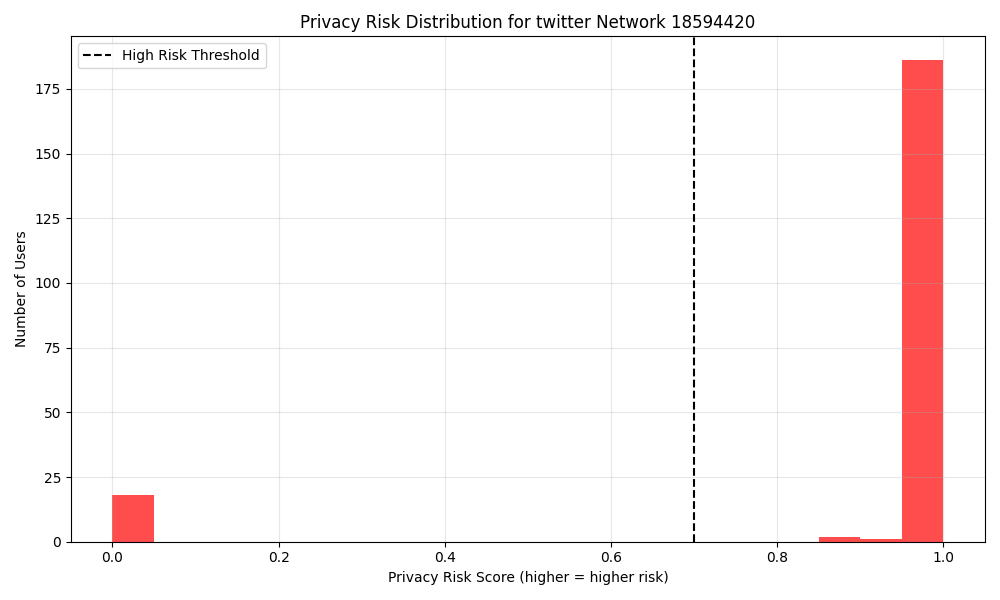 Privacy Risk Distribution for twitter Network 18594420
High Risk Threshold
Number of Users
175
150
125
100
75
50
25
0
0.0 0.2 0.4 0.6 0.8 1.0
Privacy Risk Score (higher = higher risk)